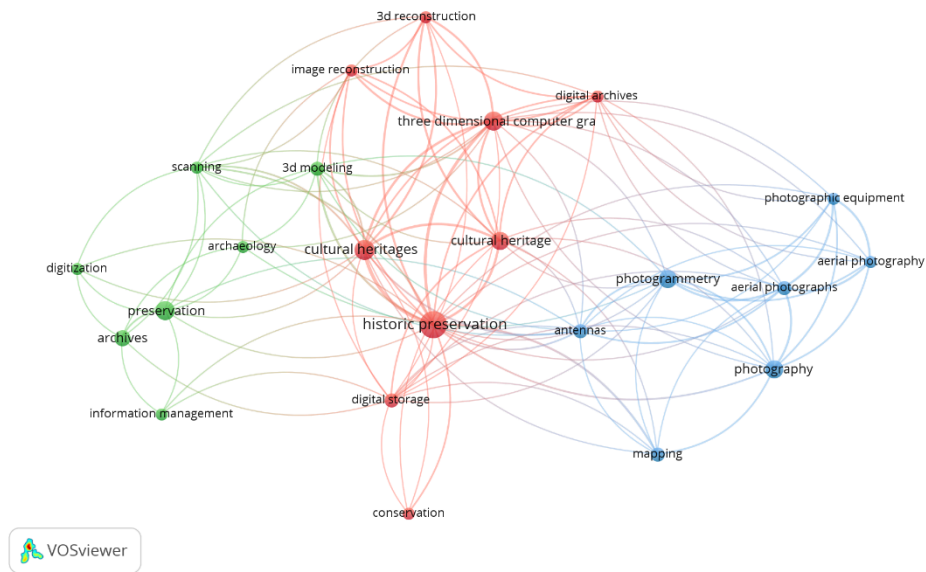 3d reconstruction
image reconstruction
digital archives
three dimensional computer gra
scanning
3d modeling
photographic equipment
cultural heritage
archaeology
cultural heritages
aerial photography
digitization
photogrammetry
aerial photographs
preservation
historic preservation
antennas
archives
photography
digital storage
information management
mapping
conservation
VOSviewer